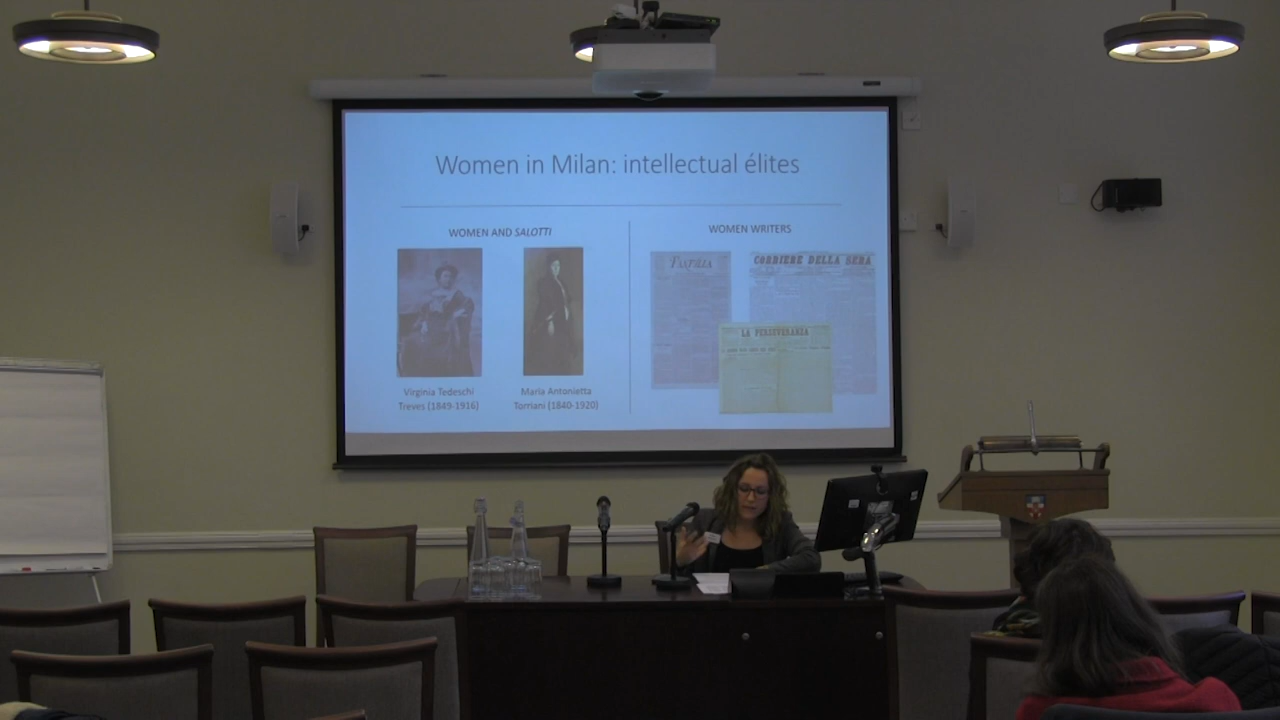 Women in Milan: intellectual élites
WOMEN AND SALOTTI
Virginia Tedeschi
Treves (1849-1916)
Maria Antonietta
Torriani (1840-1920)
WOMEN WRITERS
FANFULLA
CORRIERE DELLA SERA
LA PERSEVERANZA